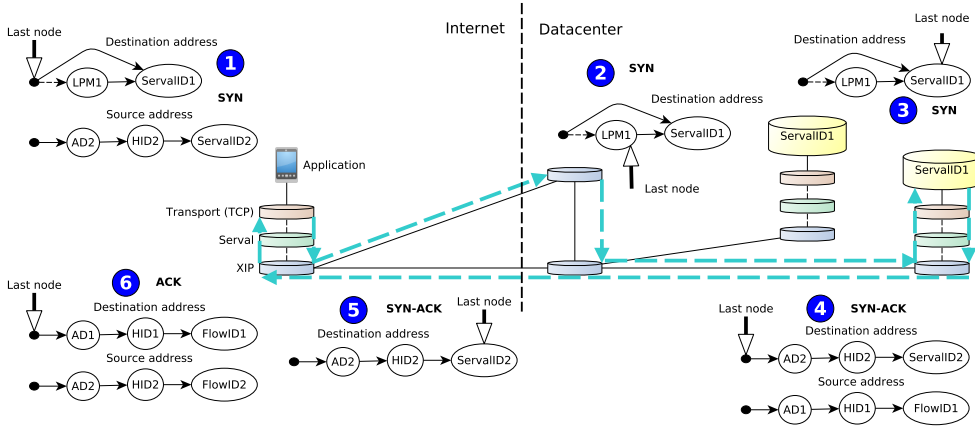 Internet
Datacenter
Last node
Destination address
LPM1
ServalID1
1
SYN
Source address
AD2
HID2
ServalID2
2
SYN
Destination address
LPM1
ServalID1
Last node
Last node
Destination address
LPM1
ServalID1
3
SYN
ServalID1
ServalID1
Application
Transport (TCP)
Serval
XIP
6
ACK
Last node
Destination address
AD1
HID1
FlowID1
Source address
AD2
HID2
FlowID2
5
SYN-ACK
Last node
Destination address
AD2
HID2
ServalID2
4
SYN-ACK
Last node
Destination address
AD2
HID2
ServalID2
Source address
AD1
HID1
FlowID1